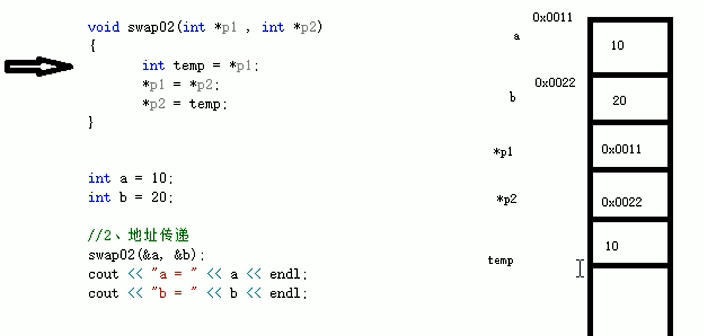 void swap02(int *p1 , int *p2)
{
int temp = *p1;
*p1 = *p2;
*p2 = temp;
}
int a = 10;
int b = 20;
//2、地址传递
swap02(&a, &b);
cout << "a = " << a << endl;
cout << "b = " << b << endl;
0x0011
a
10
0x0022
b
20
*p1
0x0011
*p2
0x0022
temp
10